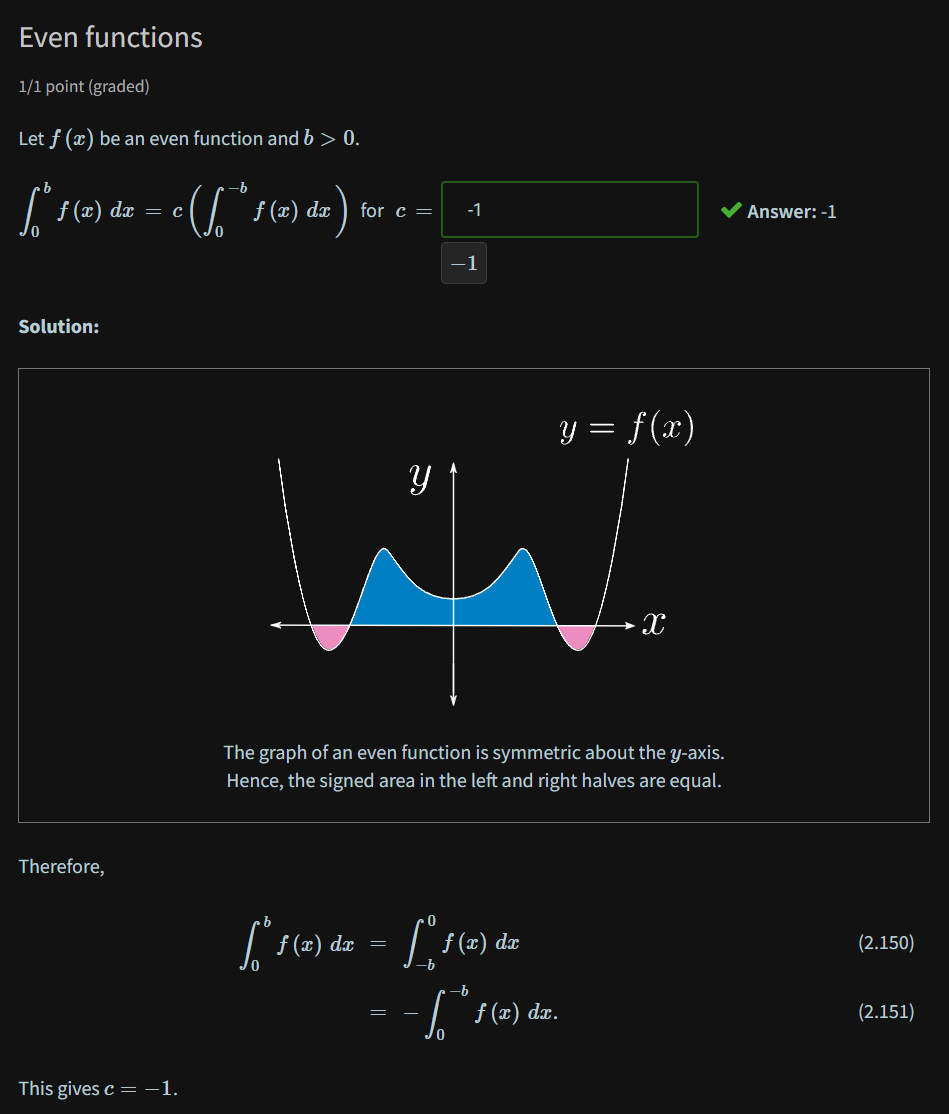 Even functions
1/1 point (graded)
Let f (x) be an even function and b > 0.
∫₀ᵇ f (x) dx = c (∫₀⁻ᵇ f (x) dx) for c = -1 ✔ Answer: -1
−1
Solution:
y = f(x)
y
x
The graph of an even function is symmetric about the y-axis.
Hence, the signed area in the left and right halves are equal.
Therefore,
∫₀ᵇ f (x) dx = ∫₋ᵇ⁰ f (x) dx (2.150)
= − ∫₀⁻ᵇ f (x) dx. (2.151)
This gives c = −1.